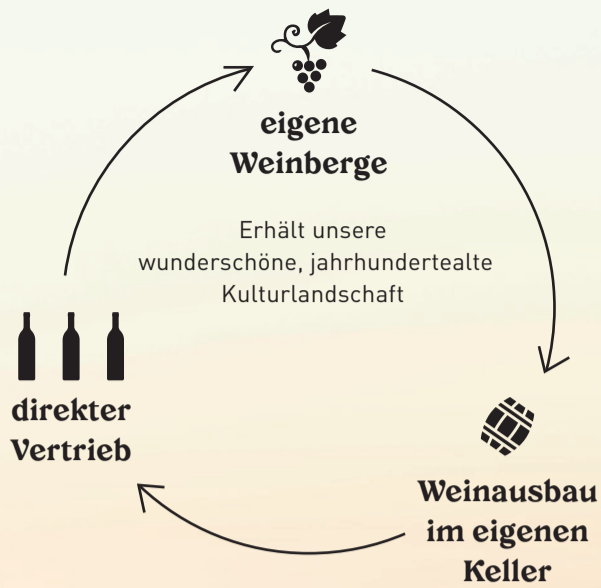 eigene
Weinberge
Erhält unsere
wunderschöne, jahrhundertealte
Kulturlandschaft
direkter
Vertrieb
Weinausbau
im eigenen
Keller